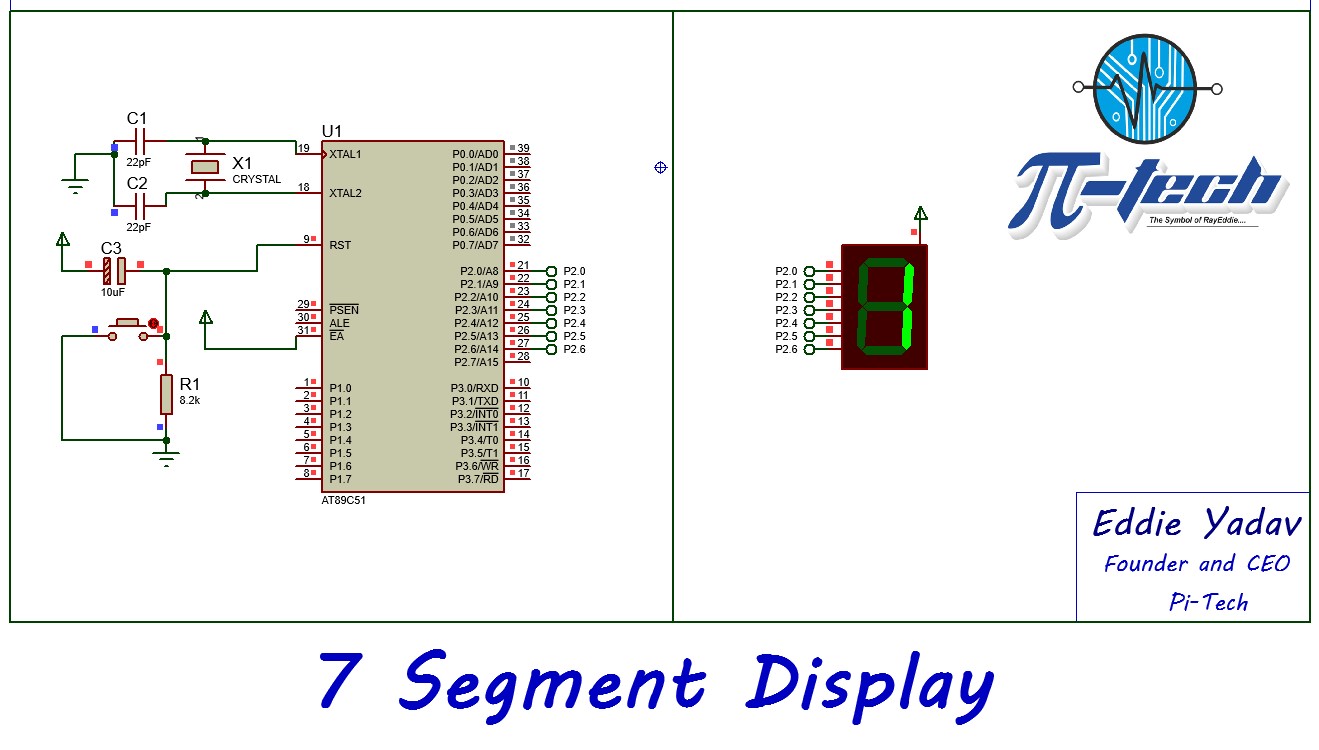 C1
22pF
C2
22pF
1
X1
CRYSTAL
2
C3
10uF
R1
8.2k
U1
19 XTAL1
18 XTAL2
9 RST
29 PSEN
30 ALE
31 EA
1 P1.0
2 P1.1
3 P1.2
4 P1.3
5 P1.4
6 P1.5
7 P1.6
8 P1.7
P0.0/AD0 39
P0.1/AD1 38
P0.2/AD2 37
P0.3/AD3 36
P0.4/AD4 35
P0.5/AD5 34
P0.6/AD6 33
P0.7/AD7 32
P2.0/A8 21 P2.0
P2.1/A9 22 P2.1
P2.2/A10 23 P2.2
P2.3/A11 24 P2.3
P2.4/A12 25 P2.4
P2.5/A13 26 P2.5
P2.6/A14 27 P2.6
P2.7/A15 28
P3.0/RXD 10
P3.1/TXD 11
P3.2/INT0 12
P3.3/INT1 13
P3.4/T0 14
P3.5/T1 15
P3.6/WR 16
P3.7/RD 17
AT89C51
P2.0
P2.1
P2.2
P2.3
P2.4
P2.5
P2.6
π-tech
The Symbol of RayEddie....
Eddie Yadav
Founder and CEO
Pi-Tech
7 Segment Display